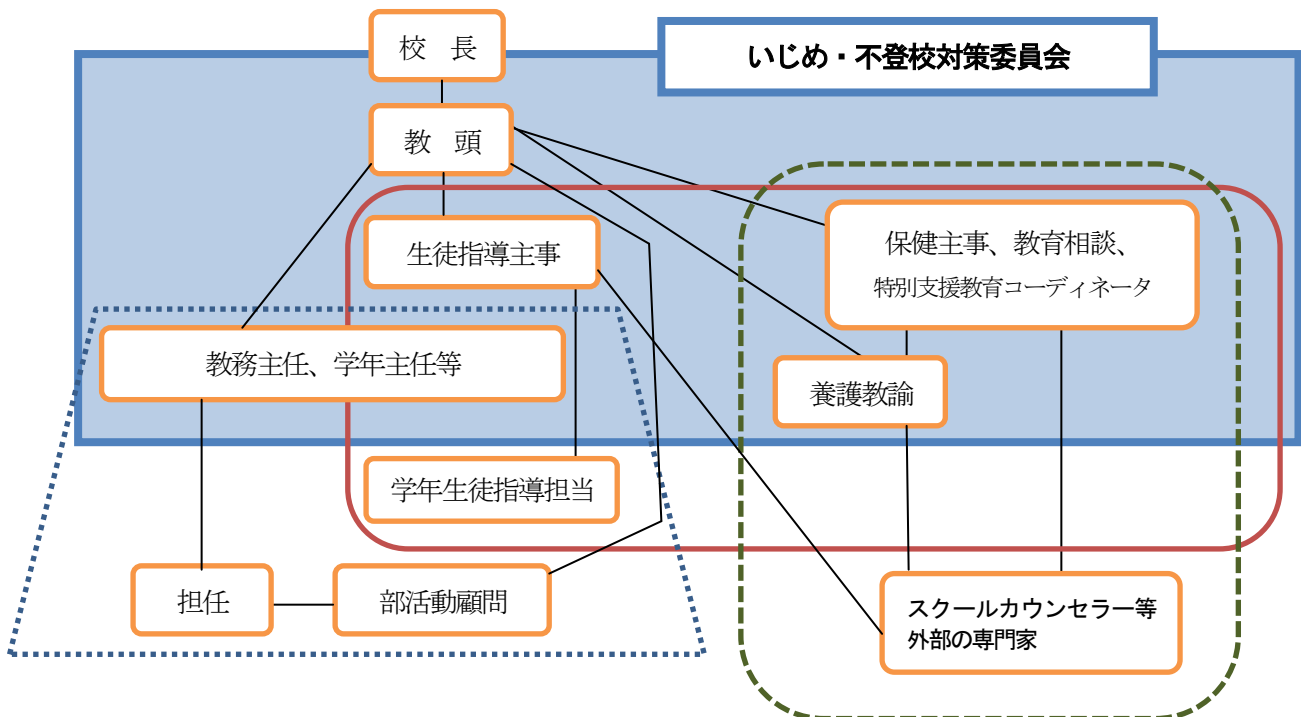 校　長
いじめ・不登校対策委員会
教　頭
生徒指導主事
保健主事、教育相談、
特別支援教育コーディネータ
教務主任、学年主任等
養護教諭
学年生徒指導担当
担任
部活動顧問
スクールカウンセラー等
外部の専門家